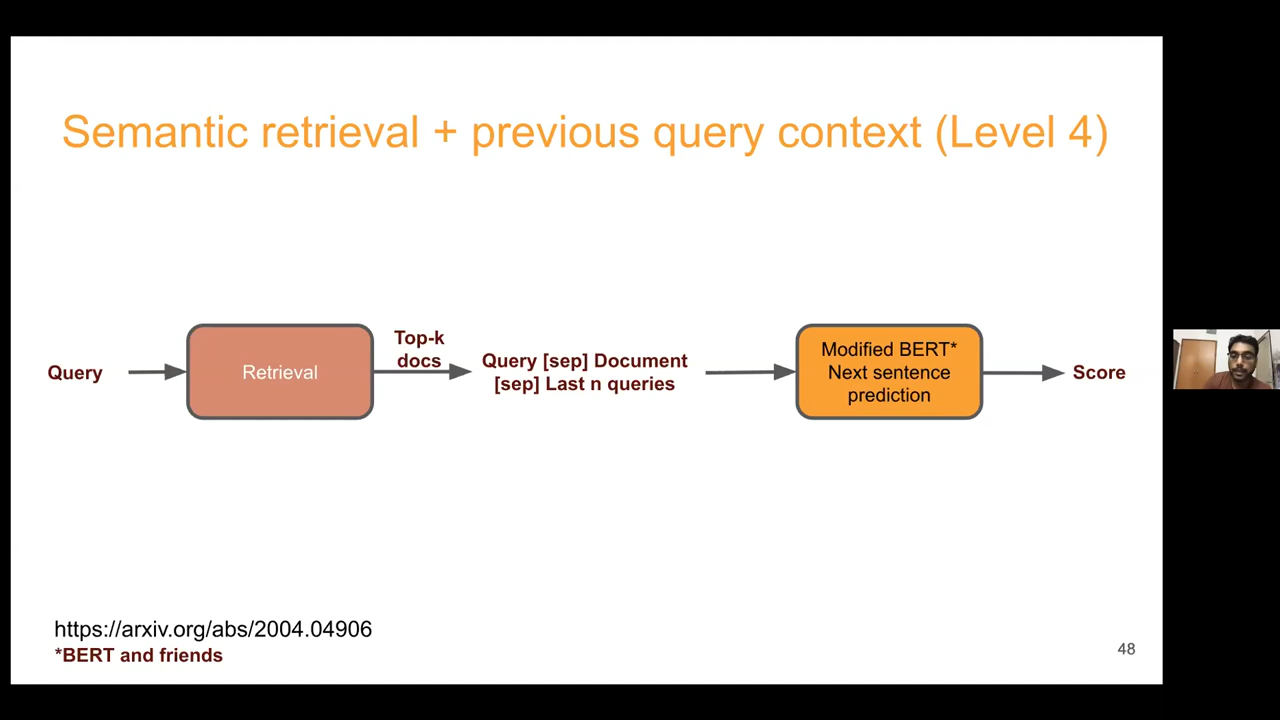 Semantic retrieval + previous query context (Level 4)
Query
Retrieval
Top-k
docs
Query [sep] Document
[sep] Last n queries
Modified BERT*
Next sentence
prediction
Score
https://arxiv.org/abs/2004.04906
*BERT and friends
48